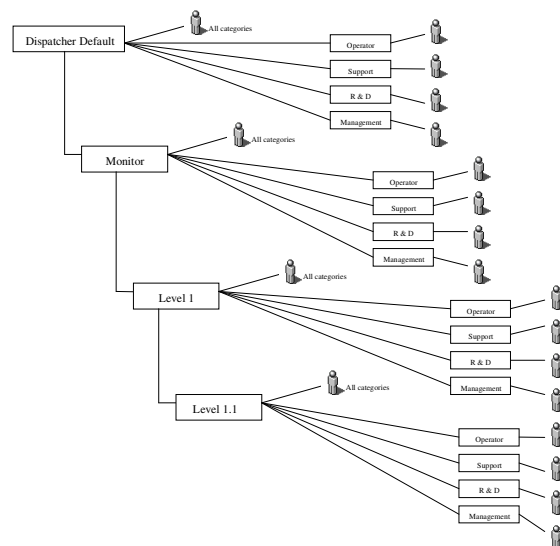 All categories
Dispatcher Default
Operator
Support
R & D
Management
All categories
Monitor
Operator
Support
R & D
Management
All categories
Level 1
Operator
Support
R & D
Management
All categories
Level 1.1
Operator
Support
R & D
Management